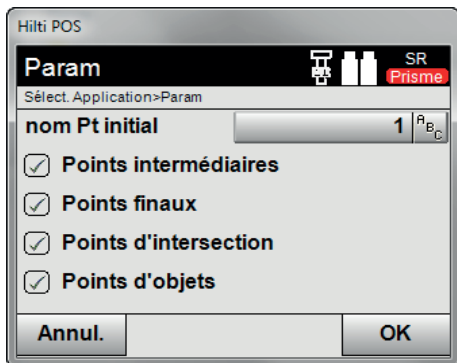 Hilti POS
Param
SR
Prisme
Sélect. Application>Param
nom Pt initial 1 ABC
Points intermédiaires
Points finaux
Points d'intersection
Points d'objets
Annul. OK